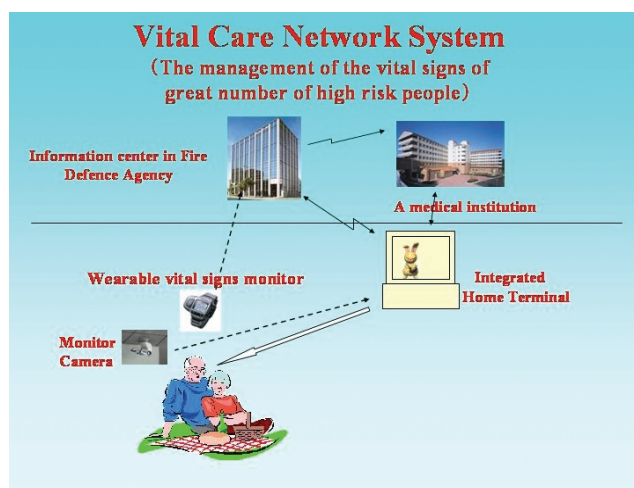 Vital Care Network System
(The management of the vital signs of
great number of high risk people)
Information center in Fire
Defence Agency
A medical institution
Wearable vital signs monitor
Integrated
Home Terminal
Monitor
Camera